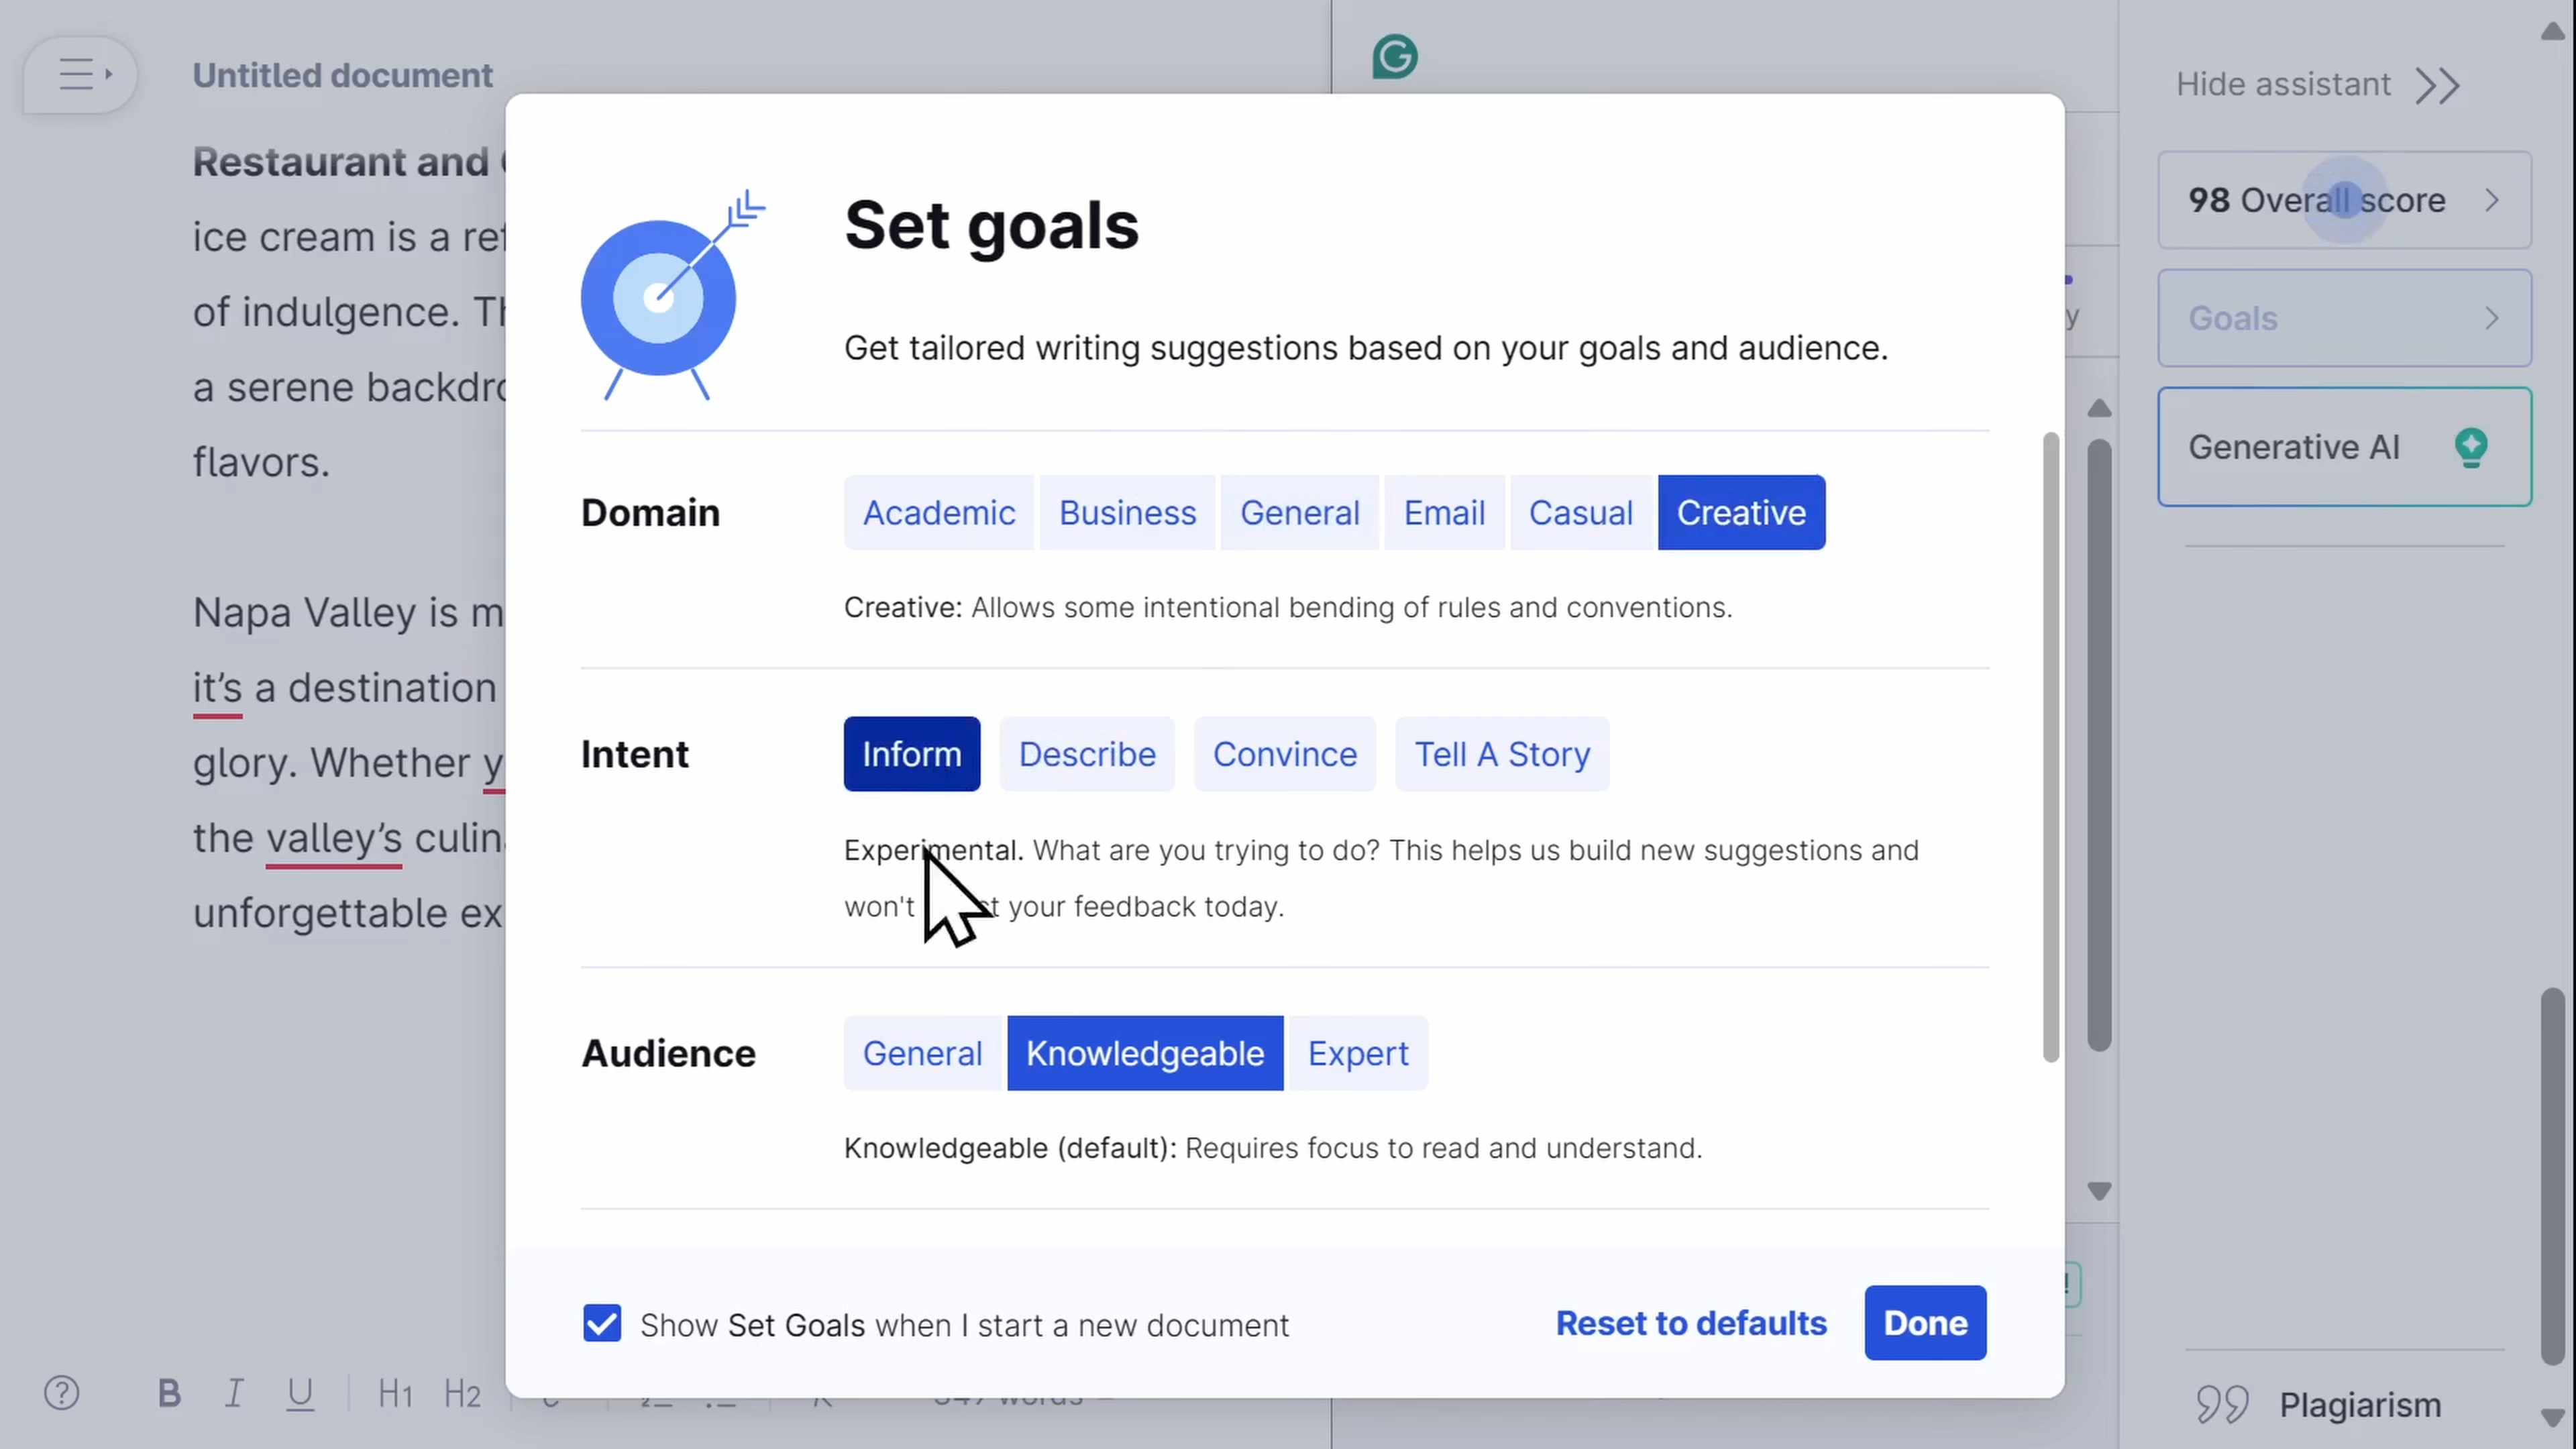 Untitled document
Hide assistant
Restaurant and
ice cream is a
of indulgence.
a serene
flavors.
Napa Valley is
it’s a destination
glory. Whether
the valley’s
unforgettable
Set goals
Get tailored writing suggestions based on your goals and audience.
Domain
Academic Business General Email Casual Creative
Creative: Allows some intentional bending of rules and conventions.
Intent
Inform Describe Convince Tell A Story
Experimental. What are you trying to do? This helps us build new suggestions and
won't your feedback today.
Audience
General Knowledgeable Expert
Knowledgeable (default): Requires focus to read and understand.
Show Set Goals when I start a new document
Reset to defaults
Done
98 Overall score
Goals
Generative AI
B I U H1 H2
Plagiarism